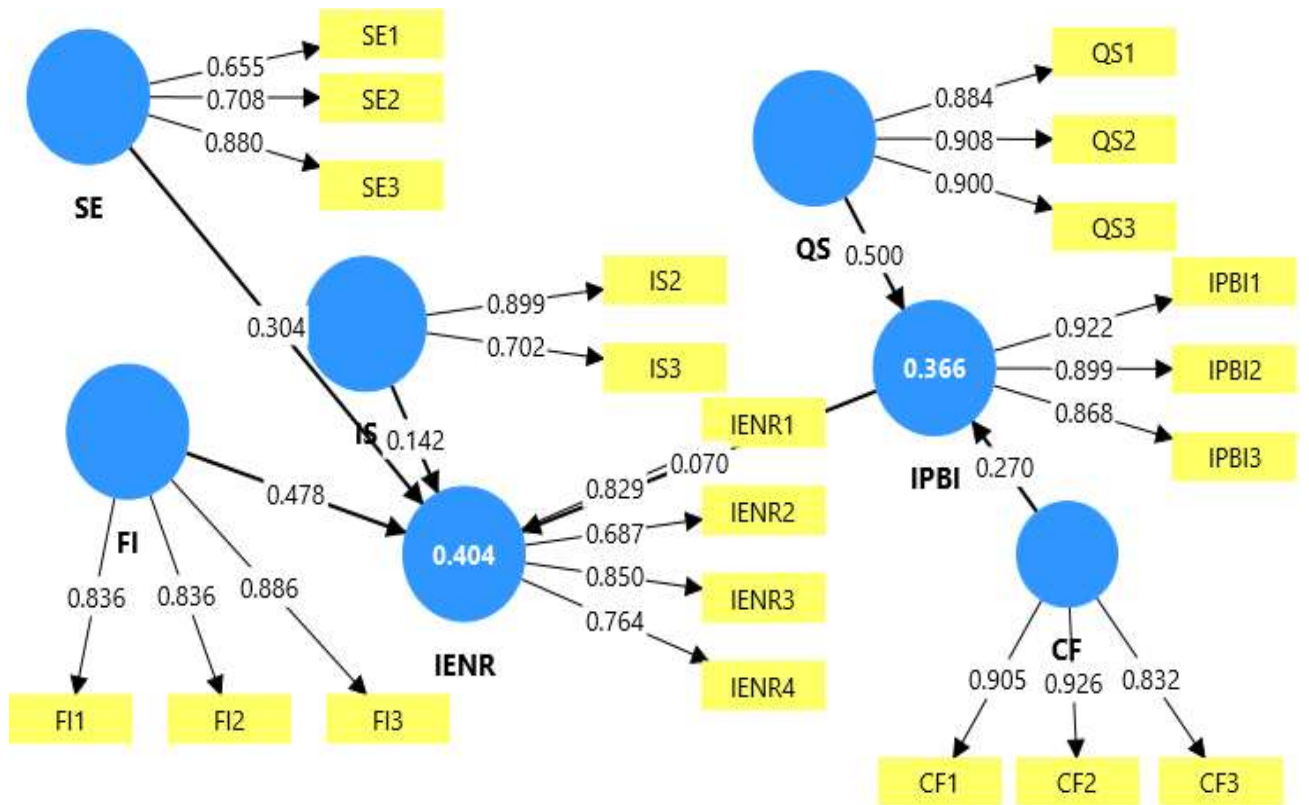 SE1
0.655
SE2
0.708
0.880
SE3
SE
QS1
0.884
QS2
0.908
0.900
QS3
QS
0.500
IS2
0.899
0.702
IS3
IS
0.304
0.142
IPBI1
0.922
0.366
0.899
IPBI2
0.868
IPBI3
IPBI
0.270
IENR1
0.070
0.829
IENR2
0.687
0.850
IENR3
0.764
IENR4
0.404
IENR
0.478
FI
0.836
0.836
0.886
FI1
FI2
FI3
CF
0.905
0.926
0.832
CF1
CF2
CF3